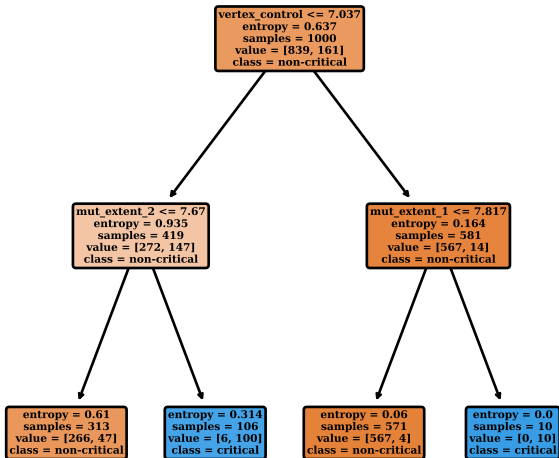 vertex_control <= 7.037
entropy = 0.637
samples = 1000
value = [839, 161]
class = non-critical
mut_extent_2 <= 7.67
entropy = 0.935
samples = 419
value = [272, 147]
class = non-critical
mut_extent_1 <= 7.817
entropy = 0.164
samples = 581
value = [567, 14]
class = non-critical
entropy = 0.61
samples = 313
value = [266, 47]
class = non-critical
entropy = 0.314
samples = 106
value = [6, 100]
class = critical
entropy = 0.06
samples = 571
value = [567, 4]
class = non-critical
entropy = 0.0
samples = 10
value = [0, 10]
class = critical